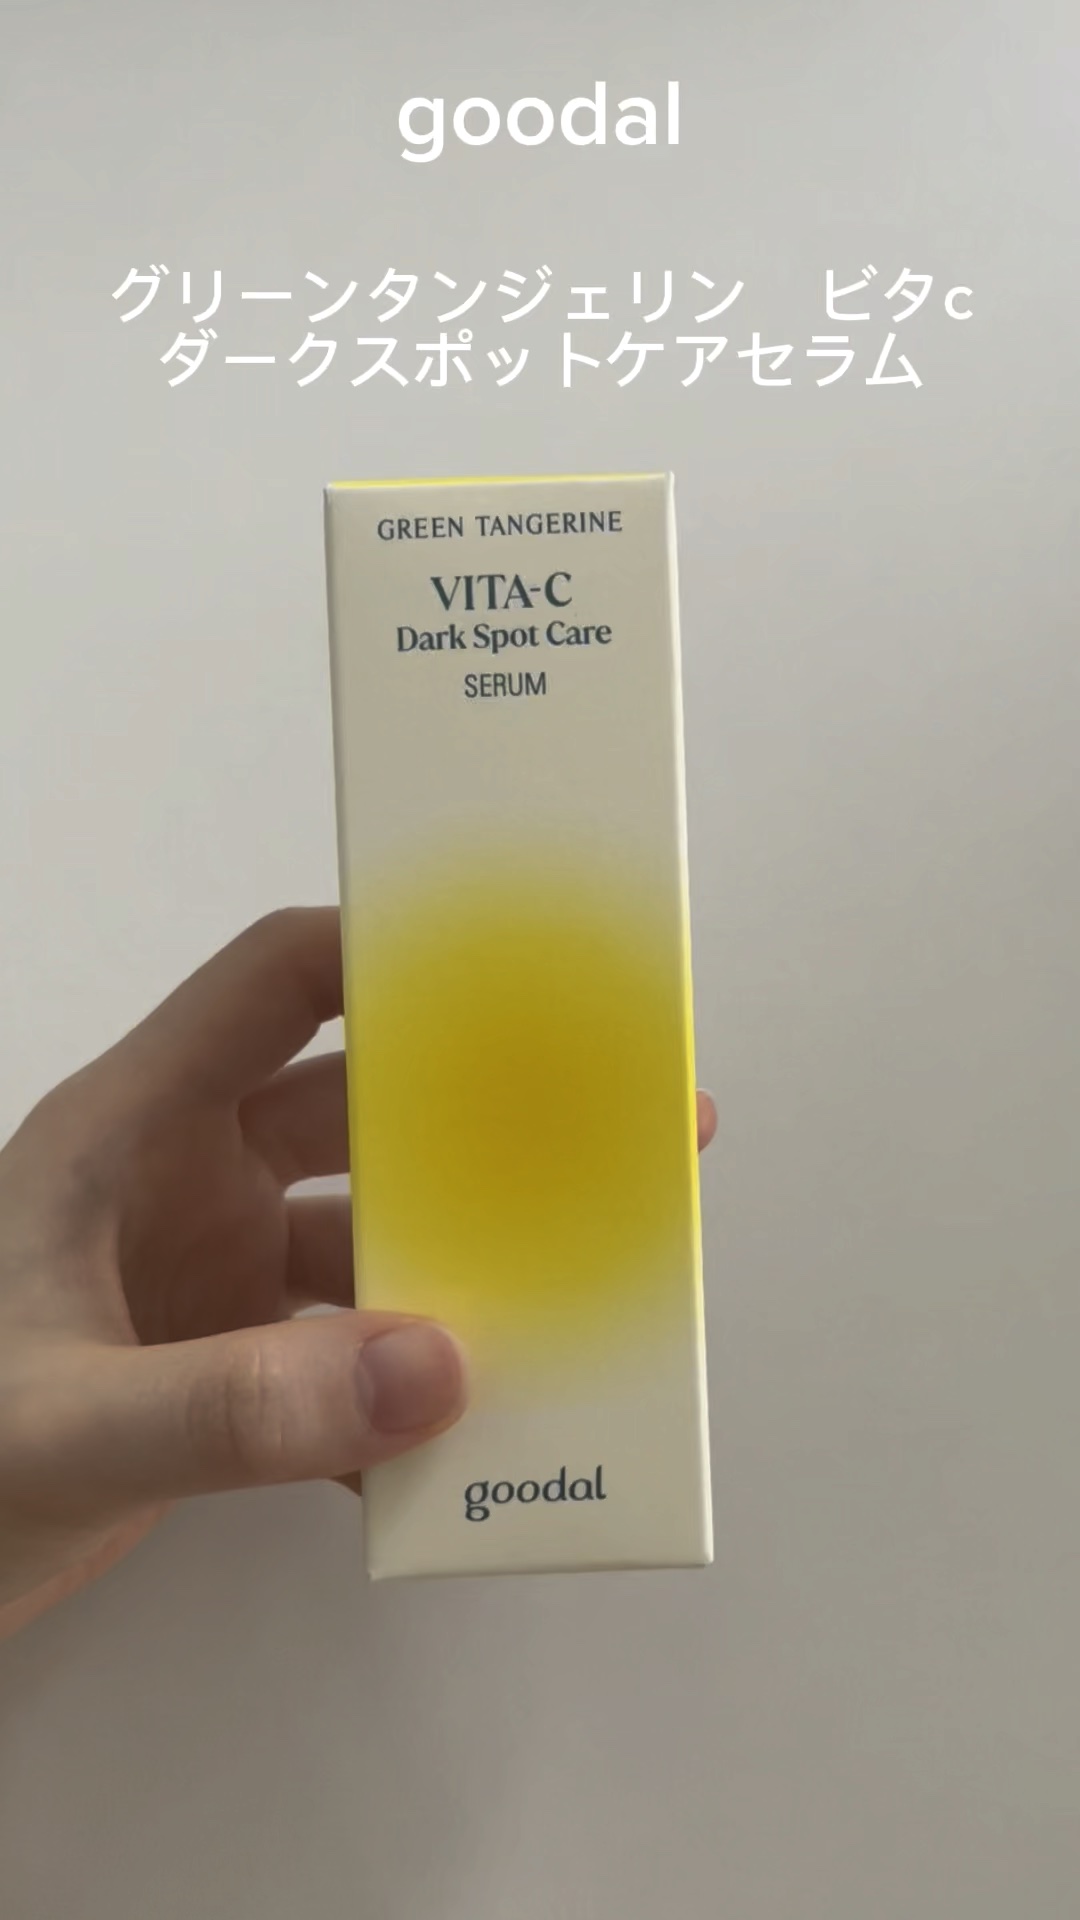 goodal
グリーンタンジェリン　ビタc
ダークスポットケアセラム
GREEN TANGERINE
VITA-C
Dark Spot Care
SERUM
goodal